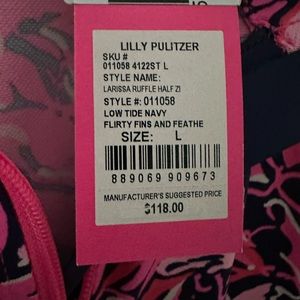 LILLY PULITZER
SKU #
011058 4122ST L
STYLE NAME:
LARISSA RUFFLE HALF ZI
STYLE #: 011058
LOW TIDE NAVY
FLIRTY FINS AND FEATHE
SIZE: L
889069 909673
MANUFACTURER'S SUGGESTED PRICE
$118.00